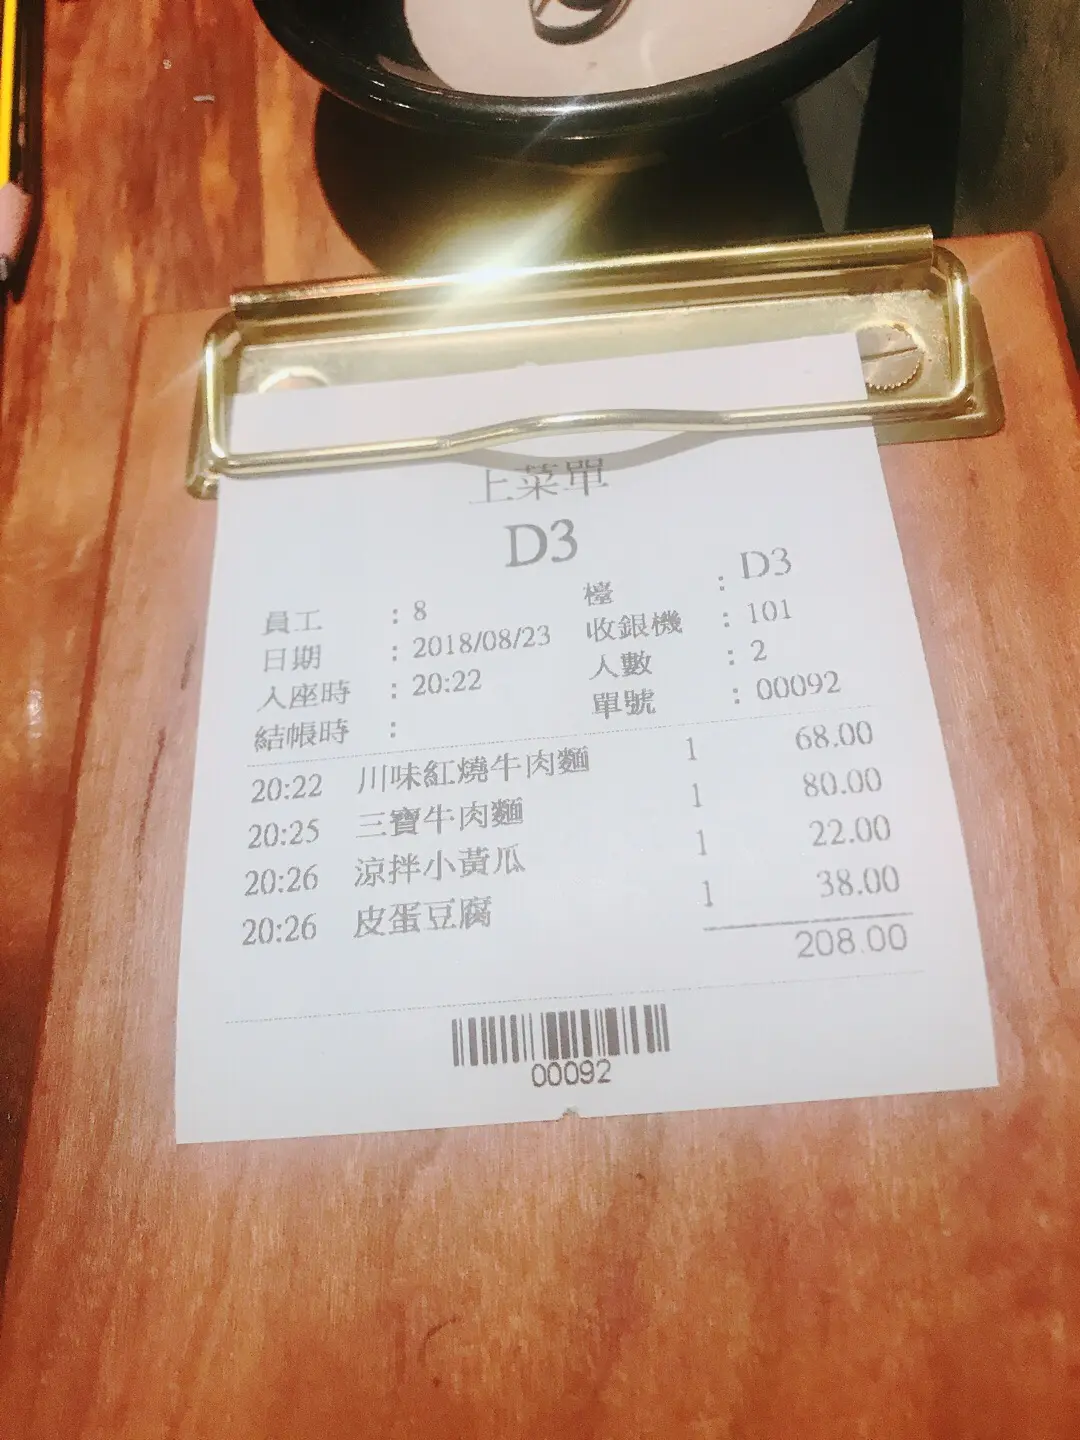 上菜單
D3
員工 : 8 檯 : D3
日期 : 2018/08/23 收銀機 : 101
入座時 : 20:22 人數 : 2
結帳時 : 單號 : 00092
20:22 川味紅燒牛肉麵 1 68.00
20:25 三寶牛肉麵 1 80.00
20:26 涼拌小黃瓜 1 22.00
20:26 皮蛋豆腐 1 38.00
208.00
00092